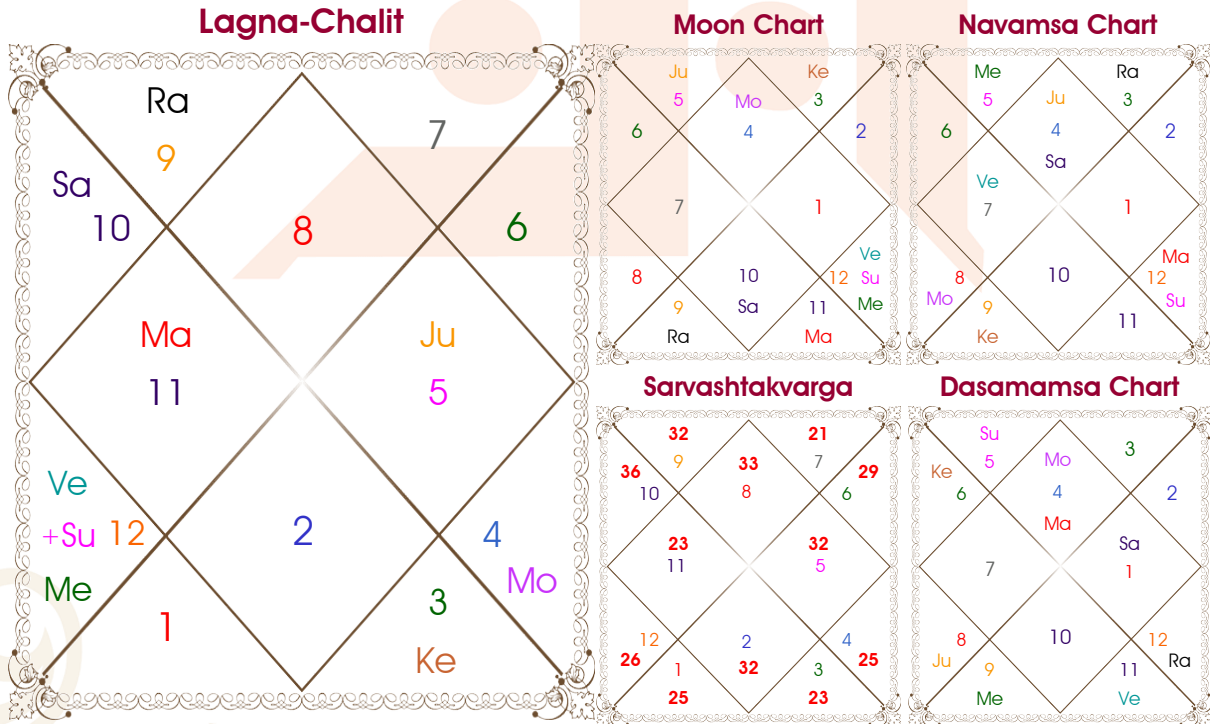 Lagna-Chalit
Ra
9
7
Sa
10
8
6
Ma
11
Ju
5
Ve
+Su 12
Me
1
2
4
Mo
3
Ke
Moon Chart
Ju
5
Mo
4
Ke
3
6
2
7
1
8
10
Sa
9
Ra
12
Ve
Su
Me
11
Ma
Navamsa Chart
Me
5
Ju
4
Sa
Ra
3
6
2
Ve
7
1
8
Mo
9
Ke
10
Ma
12
Su
11
Sarvashtakvarga
32
9
33
8
21
7
36
10
29
6
23
11
32
5
12
26
1
25
2
32
4
25
3
23
Dasamamsa Chart
Su
5
Mo
4
Ma
3
Ke
6
2
7
Sa
1
8
Ju
9
Me
10
12
Ra
11
Ve